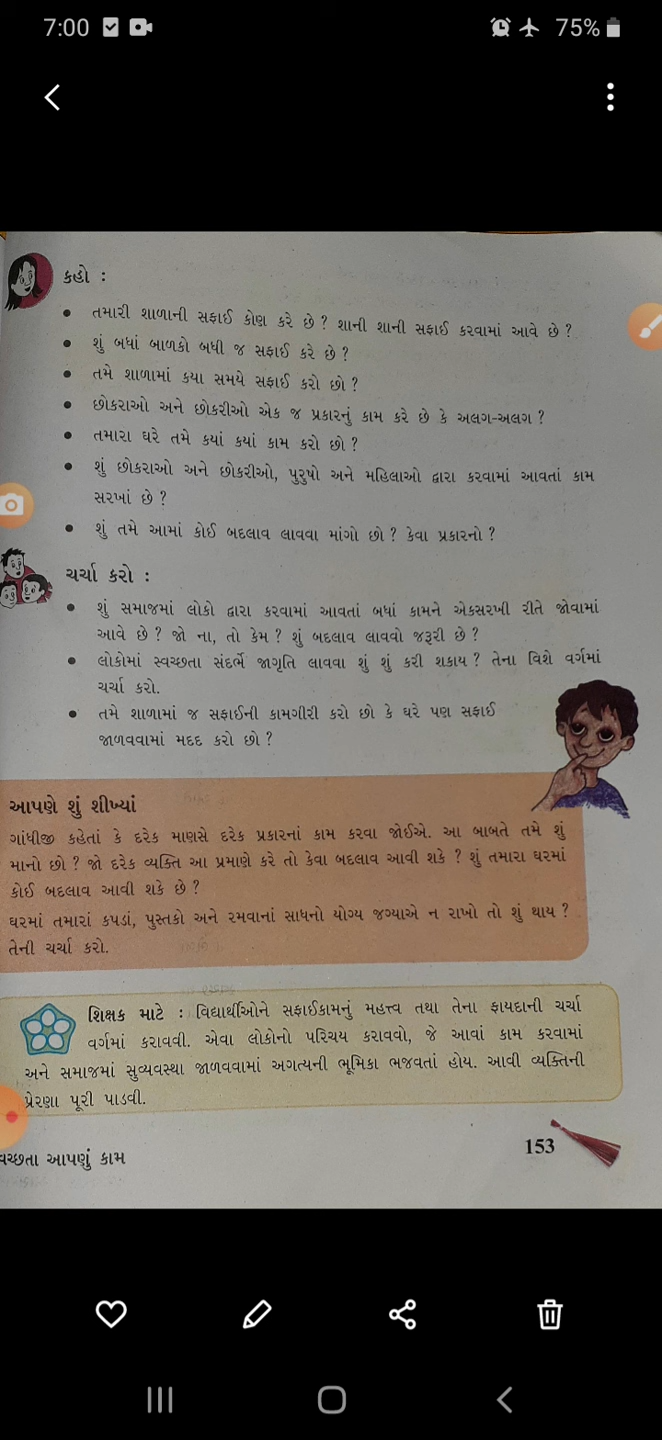 7:00
75%
કહો :
• તમારી શાળાની સફાઈ કોણ કરે છે ? શાની શાની સફાઈ કરવામાં આવે છે ?
• શું બધાં બાળકો બધી જ સફાઈ કરે છે ?
• તમે શાળામાં કયા સમયે સફાઈ કરો છો ?
• છોકરાઓ અને છોકરીઓ એક જ પ્રકારનું કામ કરે છે કે અલગ-અલગ ?
• તમારા ઘરે તમે કયાં કયાં કામ કરો છો ?
• શું છોકરાઓ અને છોકરીઓ, પુરુષો અને મહિલાઓ દ્વારા કરવામાં આવતાં કામ
સરખાં છે ?
• શું તમે આમાં કોઈ બદલાવ લાવવા માંગો છો ? કેવા પ્રકારનો ?
ચર્ચા કરો :
• શું સમાજમાં લોકો દ્વારા કરવામાં આવતાં બધાં કામને એકસરખી રીતે જોવામાં
આવે છે ? જો ના, તો કેમ ? શું બદલાવ લાવવો જરૂરી છે ?
• લોકોમાં સ્વચ્છતા સંદર્ભે જાગૃતિ લાવવા શું શું કરી શકાય ? તેના વિશે વર્ગમાં
ચર્ચા કરો.
• તમે શાળામાં જ સફાઈની કામગીરી કરો છો કે ઘરે પણ સફાઈ
જાળવવામાં મદદ કરો છો ?
આપણે શું શીખ્યાં
ગાંધીજી કહેતાં કે દરેક માણસે દરેક પ્રકારનાં કામ કરવા જોઈએ. આ બાબતે તમે શું
માનો છો ? જો દરેક વ્યક્તિ આ પ્રમાણે કરે તો કેવા બદલાવ આવી શકે ? શું તમારા ઘરમાં
કોઈ બદલાવ આવી શકે છે ?
ઘરમાં તમારાં કપડાં, પુસ્તકો અને રમવાનાં સાધનો યોગ્ય જગ્યાએ ન રાખો તો શું થાય ?
તેની ચર્ચા કરો.
શિક્ષક માટે : વિદ્યાર્થીઓને સફાઈકામનું મહત્ત્વ તથા તેના ફાયદાની ચર્ચા
વર્ગમાં કરાવવી. એવા લોકોનો પરિચય કરાવવો, જે આવાં કામ કરવામાં
અને સમાજમાં સુવ્યવસ્થા જાળવવામાં અગત્યની ભૂમિકા ભજવતાં હોય. આવી વ્યક્તિની
પ્રેરણા પૂરી પાડવી.
153
વચ્છતા આપણું કામ